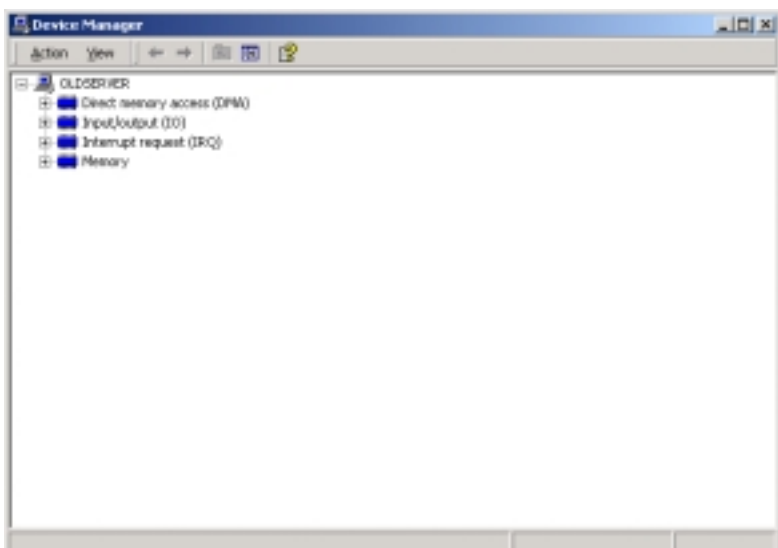 Device Manager
Action View
OLDSERVER
Direct memory access (DMA)
Input/output (IO)
Interrupt request (IRQ)
Memory